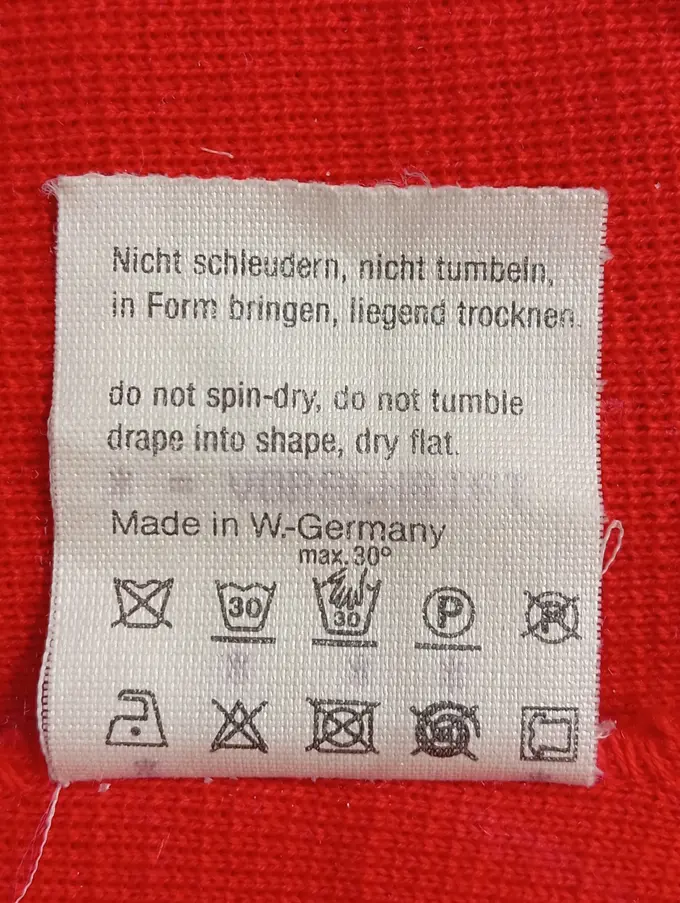 Nicht schleudern, nicht tumbeln,
in Form bringen, liegend trocknen.
do not spin-dry, do not tumble
drape into shape, dry flat.
Made in W.-Germany
max. 30°
30 30 P P